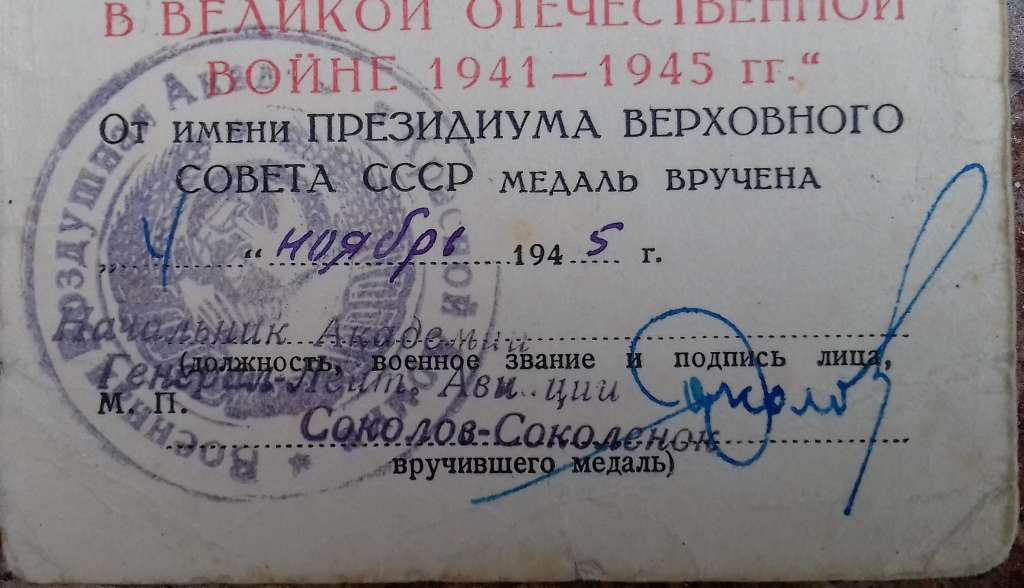 В ВЕЛИКОЙ ОТЕЧЕСТВЕННОЙ
ВОЙНЕ 1941—1945 гг.“
От имени ПРЕЗИДИУМА ВЕРХОВНОГО
СОВЕТА СССР МЕДАЛЬ ВРУЧЕНА
„ 4 “ ноябрь 1945 г.
Начальник Академии
(должность, военное звание и подпись лица,
Генерал-Лейт. Авиации
М. П.
Соколов-Соколенок
вручившего медаль)